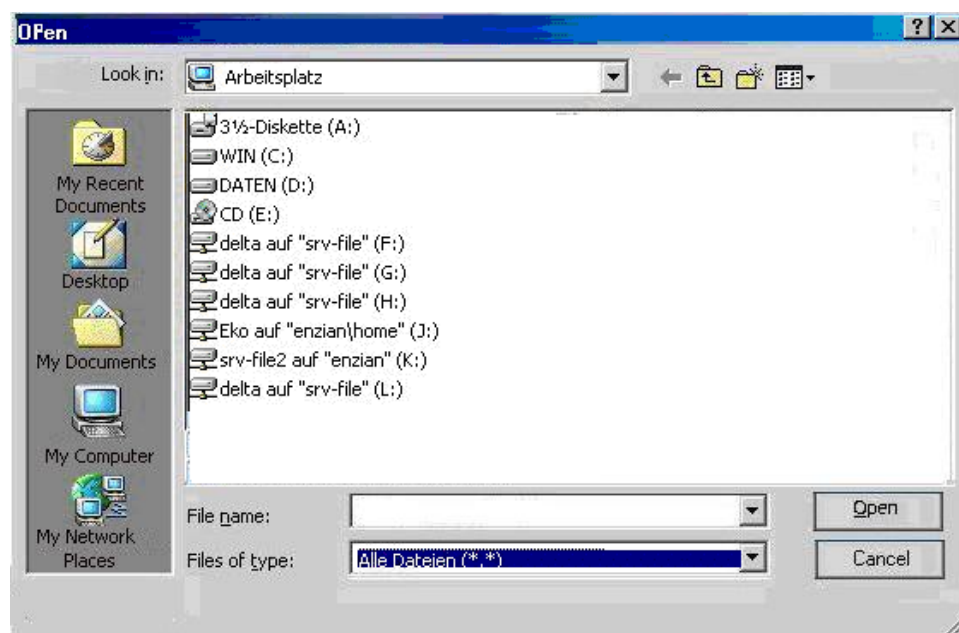 OPen
Look in:
Arbeitsplatz
My Recent
Documents
Desktop
My Documents
My Computer
My Network
Places
3½-Diskette (A:)
WIN (C:)
DATEN (D:)
CD (E:)
delta auf "srv-file" (F:)
delta auf "srv-file" (G:)
delta auf "srv-file" (H:)
Eko auf "enzian\home" (J:)
srv-file2 auf "enzian" (K:)
delta auf "srv-file" (L:)
File name:
Open
Files of type:
Alle Dateien (*.*)
Cancel